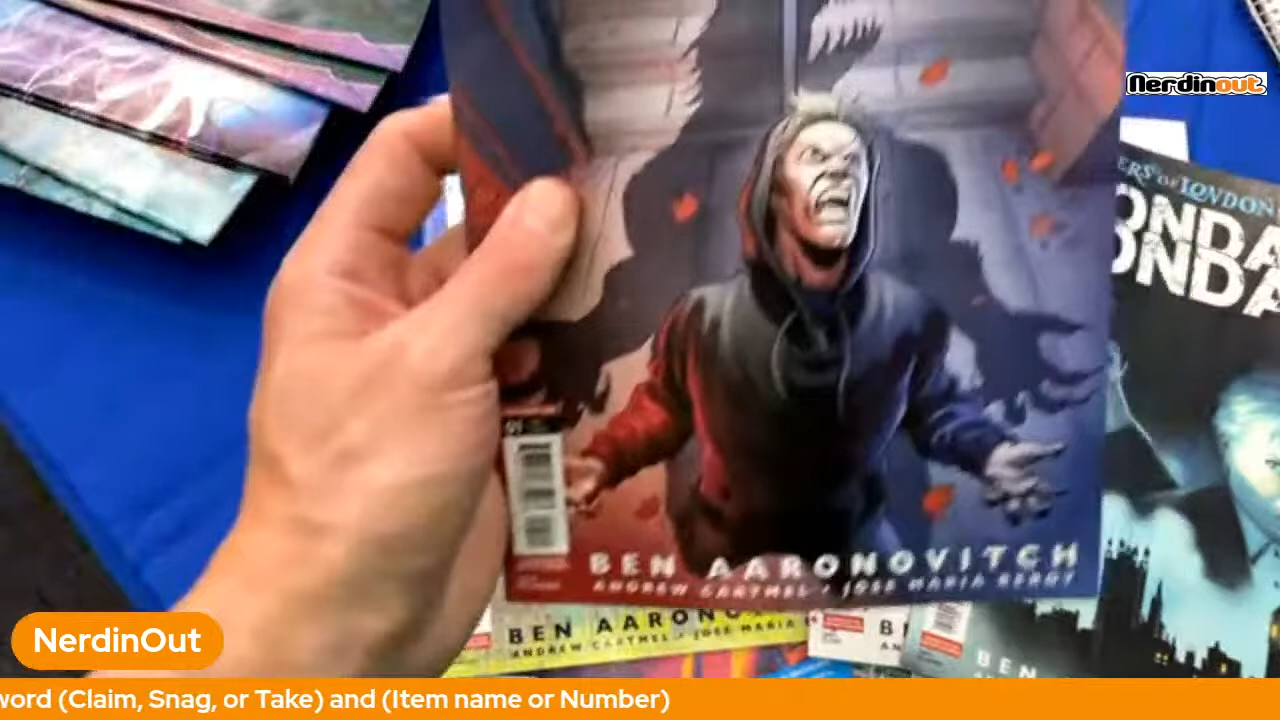 Nerdinout
ERS OF LONDON
ONDA
ONDA
BEN AARONOVITCH
ANDREW CARTMEL • JOSE MARIA BEROY
BEN AARONO
ANDREW CARTMEL • JOSE MARIA
B
BEN
NerdinOut
word (Claim, Snag, or Take) and (Item name or Number)